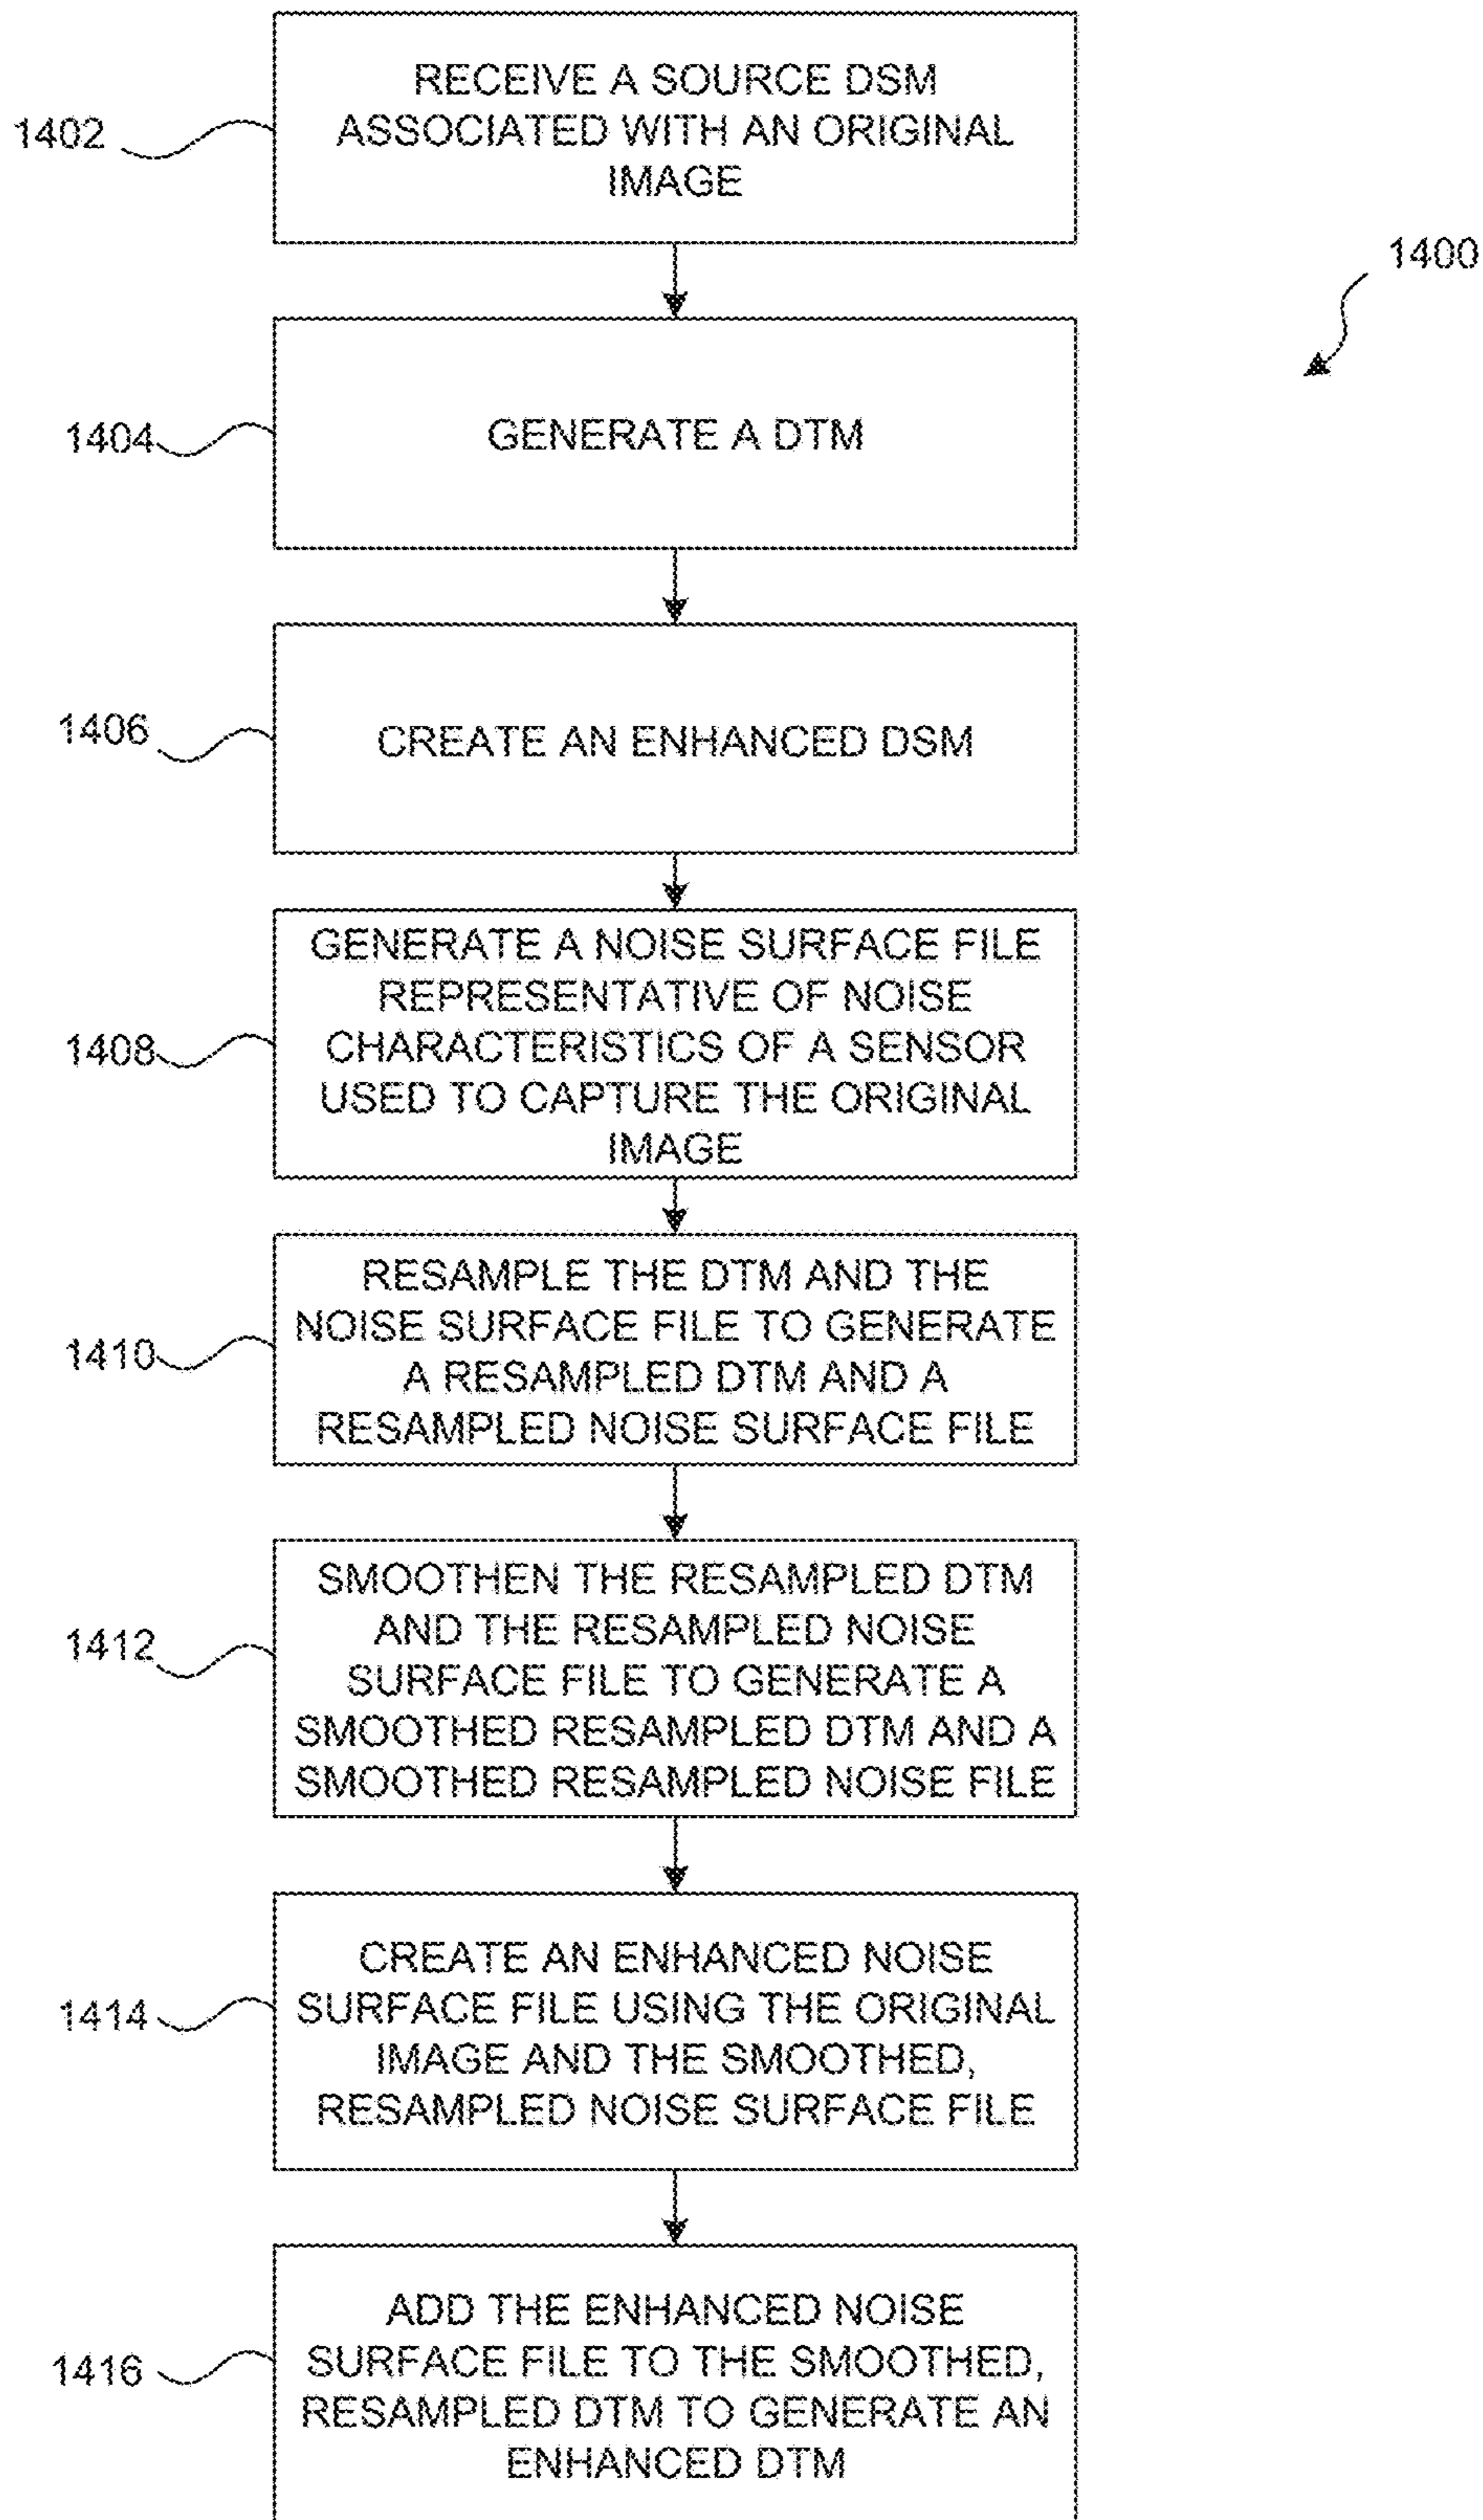 RECEIVE A SOURCE DSM
ASSOCIATED WITH AN ORIGINAL
IMAGE
1402
1400
GENERATE A DTM
1404
CREATE AN ENHANCED DSM
1406
GENERATE A NOISE SURFACE FILE
REPRESENTATIVE OF NOISE
CHARACTERISTICS OF A SENSOR
USED TO CAPTURE THE ORIGINAL
IMAGE
1408
RESAMPLE THE DTM AND THE
NOISE SURFACE FILE TO GENERATE
A RESAMPLED DTM AND A
RESAMPLED NOISE SURFACE FILE
1410
SMOOTHEN THE RESAMPLED DTM
AND THE RESAMPLED NOISE
SURFACE FILE TO GENERATE A
SMOOTHED RESAMPLED DTM AND A
SMOOTHED RESAMPLED NOISE FILE
1412
CREATE AN ENHANCED NOISE
SURFACE FILE USING THE ORIGINAL
IMAGE AND THE SMOOTHED,
RESAMPLED NOISE SURFACE FILE
1414
ADD THE ENHANCED NOISE
SURFACE FILE TO THE SMOOTHED,
RESAMPLED DTM TO GENERATE AN
ENHANCED DTM
1416